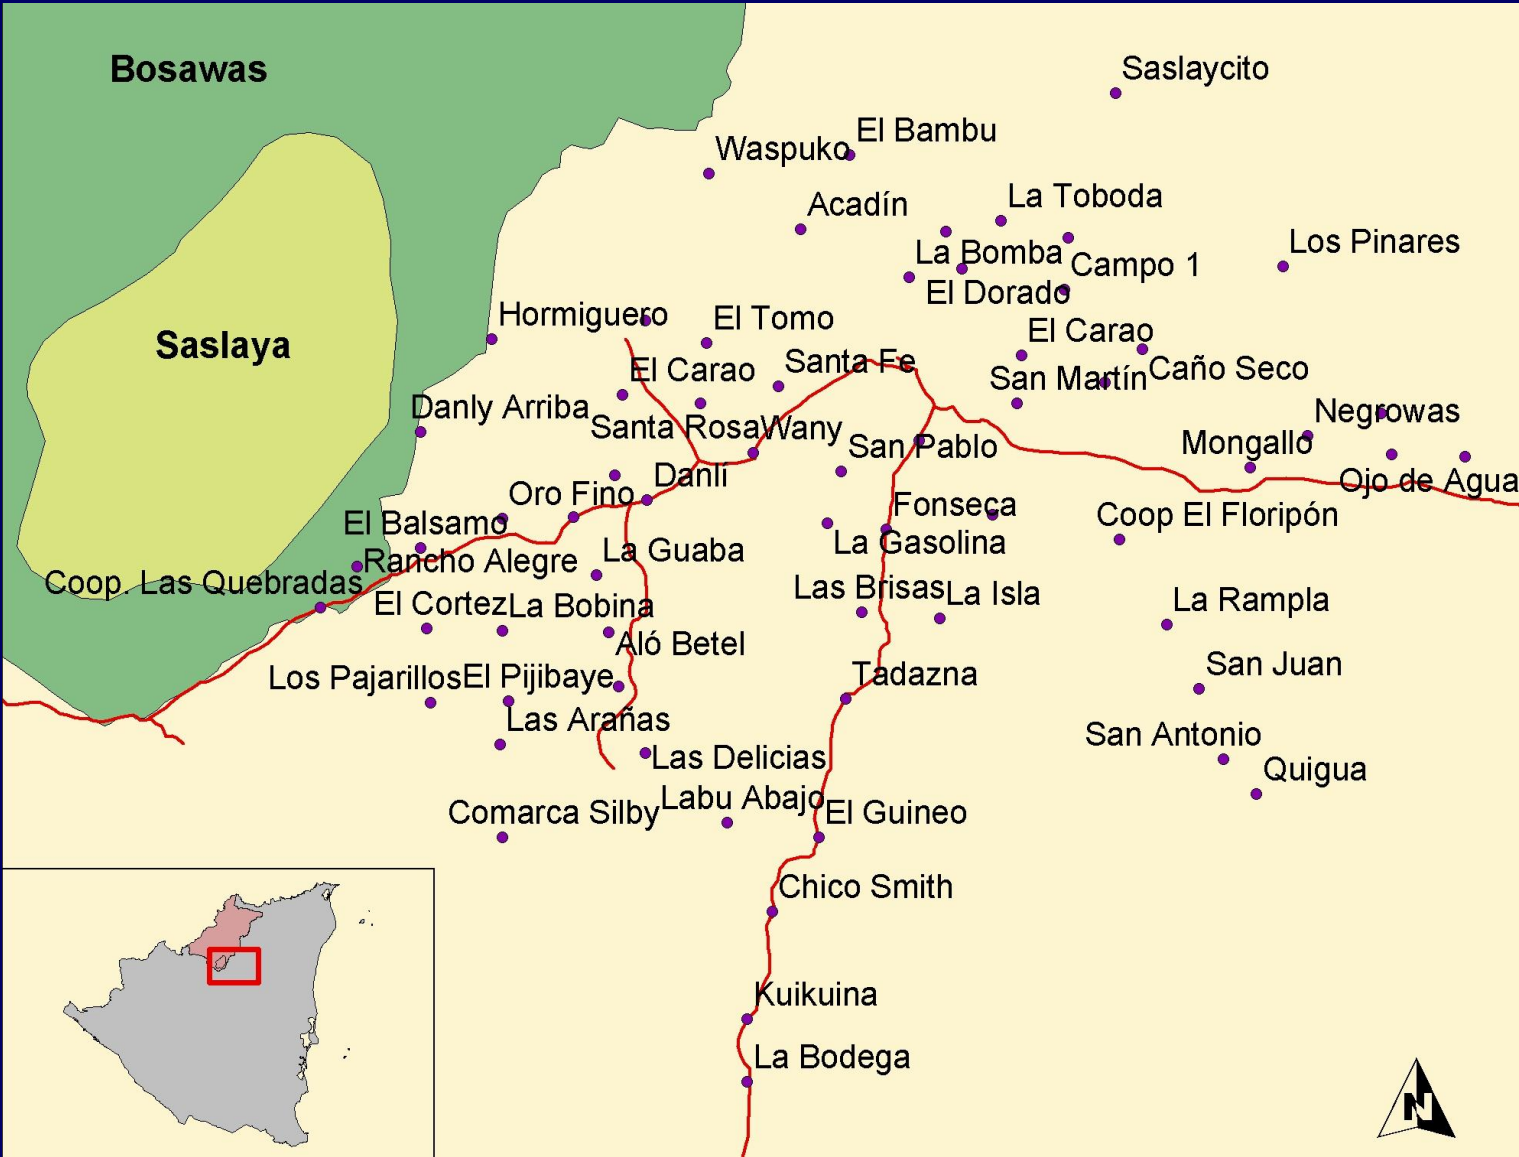 Bosawas
Saslaycito
El Bambu
Waspuko
La Toboda
Acadín
Los Pinares
La Bomba
Campo 1
El Dorado
Hormiguero
El Tomo
El Carao
Saslaya
Santa Fe
El Carao
Caño Seco
San Martín
Danly Arriba
Negrowas
Santa Rosa
Wany
San Pablo
Mongallo
Danlí
Ojo de Agua
Oro Fino
Fonseca
Coop El Floripón
El Balsamo
La Gasolina
La Guaba
Rancho Alegre
Coop. Las Quebradas
Las Brisas
La Isla
La Rampla
El Cortez
La Bobina
Aló Betel
San Juan
Los Pajarillos
El Pijibaye
Tadazna
Las Arañas
San Antonio
Las Delicias
Quigua
Labu Abajo
Comarca Silby
El Guineo
Chico Smith
Kuikuina
La Bodega
N